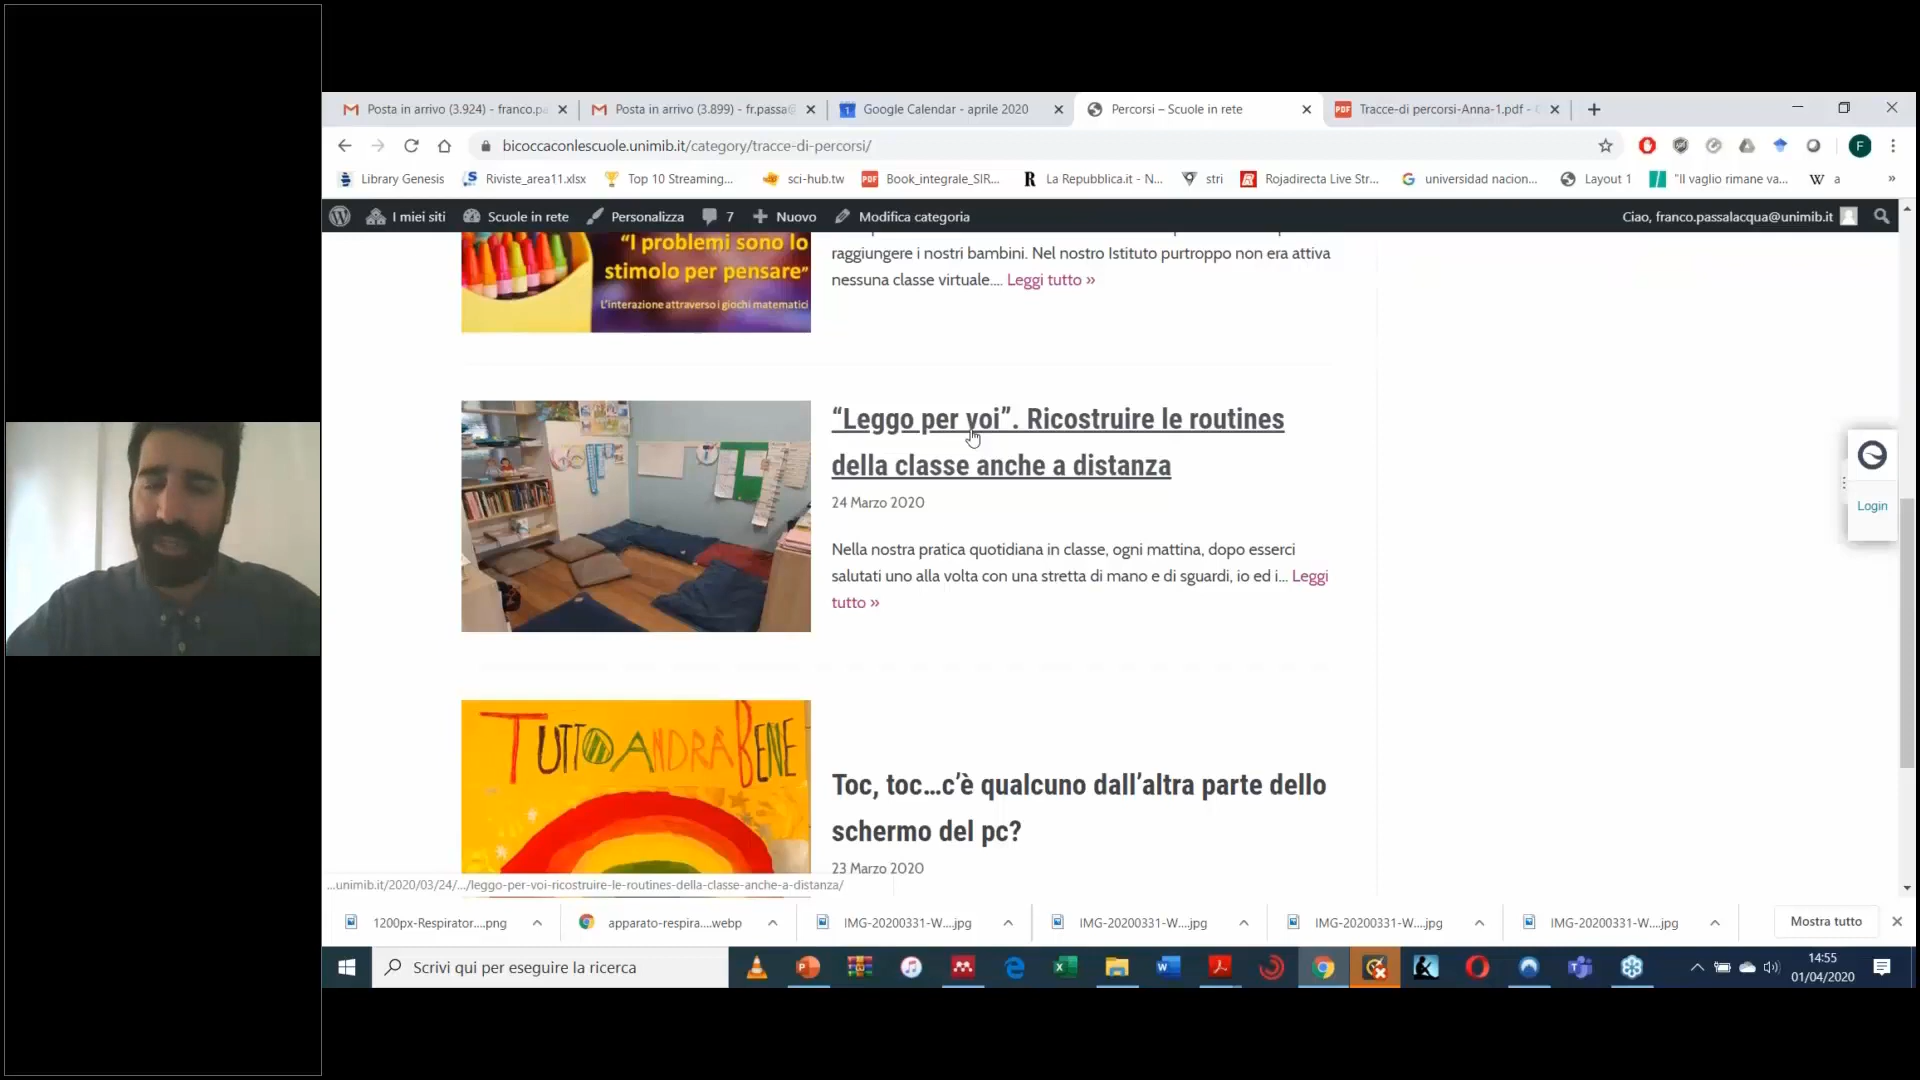 Posta in arrivo (3.924) - franco.p
Posta in arrivo (3.899) - fr.passa@
Google Calendar - aprile 2020
Percorsi – Scuole in rete
Tracce-di percorsi-Anna-1.pdf -
bicoccaconlescuole.unimib.it/category/tracce-di-percorsi/
Library Genesis
Riviste_area11.xlsx
Top 10 Streaming...
sci-hub.tw
Book_integrale_SIR...
La Repubblica.it - N...
stri
Rojadirecta Live Str...
universidad nacion...
Layout 1
"Il vaglio rimane va...
W a
»
I miei siti
Scuole in rete
Personalizza
7
Nuovo
Modifica categoria
Ciao, franco.passalacqua@unimib.it
“I problemi sono lo
stimolo per pensare”
L'interazione attraverso i giochi matematici
raggiungere i nostri bambini. Nel nostro Istituto purtroppo non era attiva
nessuna classe virtuale.... Leggi tutto »
“Leggo per voi”. Ricostruire le routines
della classe anche a distanza
24 Marzo 2020
Nella nostra pratica quotidiana in classe, ogni mattina, dopo esserci
salutati uno alla volta con una stretta di mano e di sguardi, io ed i... Leggi
tutto »
Login
TUTTO ANDRÀ BENE
Toc, toc...c’è qualcuno dall’altra parte dello
schermo del pc?
23 Marzo 2020
...unimib.it/2020/03/24/.../leggo-per-voi-ricostruire-le-routines-della-classe-anche-a-distanza/
1200px-Respirator....png
apparato-respira....webp
IMG-20200331-W....jpg
IMG-20200331-W....jpg
IMG-20200331-W....jpg
IMG-20200331-W....jpg
Mostra tutto
Scrivi qui per eseguire la ricerca
14:55
01/04/2020